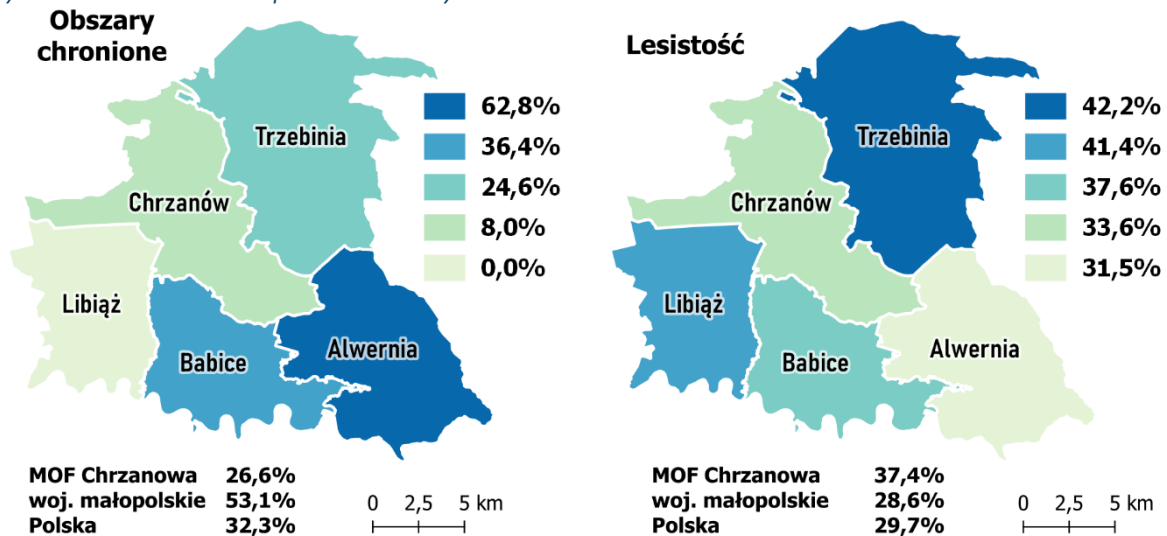 Obszary
chronione
62,8%
36,4%
24,6%
8,0%
0,0%
Trzebinia
Chrzanów
Libiąż
Babice
Alwernia
MOF Chrzanowa 26,6%
woj. małopolskie 53,1%
Polska 32,3%
0 2,5 5 km
Lesistość
42,2%
41,4%
37,6%
33,6%
31,5%
Trzebinia
Chrzanów
Libiąż
Babice
Alwernia
MOF Chrzanowa 37,4%
woj. małopolskie 28,6%
Polska 29,7%
0 2,5 5 km